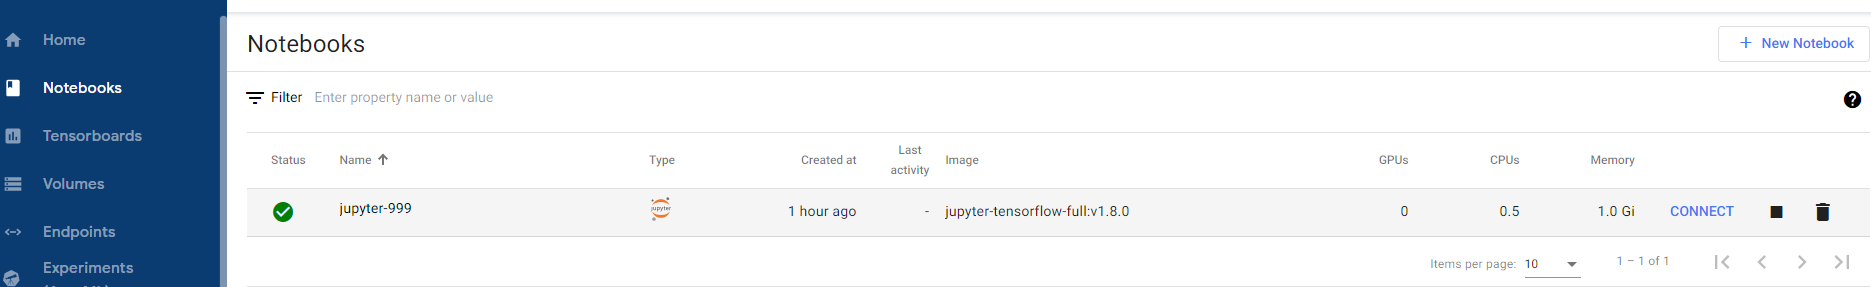 Home
Notebooks
Tensorboards
Volumes
Endpoints
Experiments
Notebooks
+ New Notebook
Filter Enter property name or value
Status Name Type Created at Last activity Image GPUs CPUs Memory
jupyter-999 jupyter 1 hour ago - jupyter-tensorflow-full:v1.8.0 0 0.5 1.0 Gi CONNECT
Items per page: 10 1 – 1 of 1